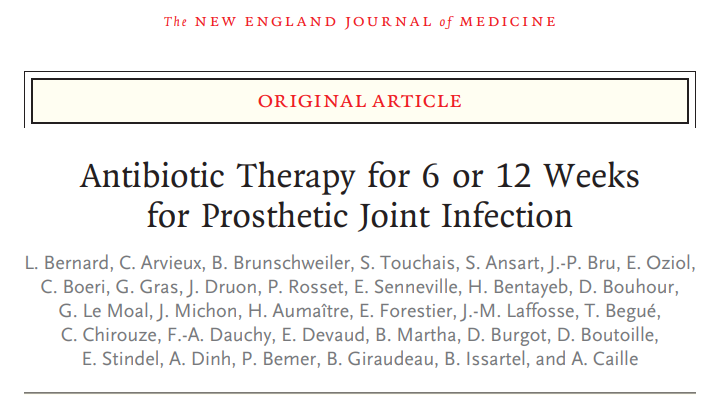 The NEW ENGLAND JOURNAL of MEDICINE
ORIGINAL ARTICLE
Antibiotic Therapy for 6 or 12 Weeks
for Prosthetic Joint Infection
L. Bernard, C. Arvieux, B. Brunschweiler, S. Touchais, S. Ansart, J.-P. Bru, E. Oziol,
C. Boeri, G. Gras, J. Druon, P. Rosset, E. Senneville, H. Bentayeb, D. Bouhour,
G. Le Moal, J. Michon, H. Aumaître, E. Forestier, J.-M. Laffosse, T. Begué,
C. Chirouze, F.-A. Dauchy, E. Devaud, B. Martha, D. Burgot, D. Boutoille,
E. Stindel, A. Dinh, P. Bemer, B. Giraudeau, B. Issartel, and A. Caille